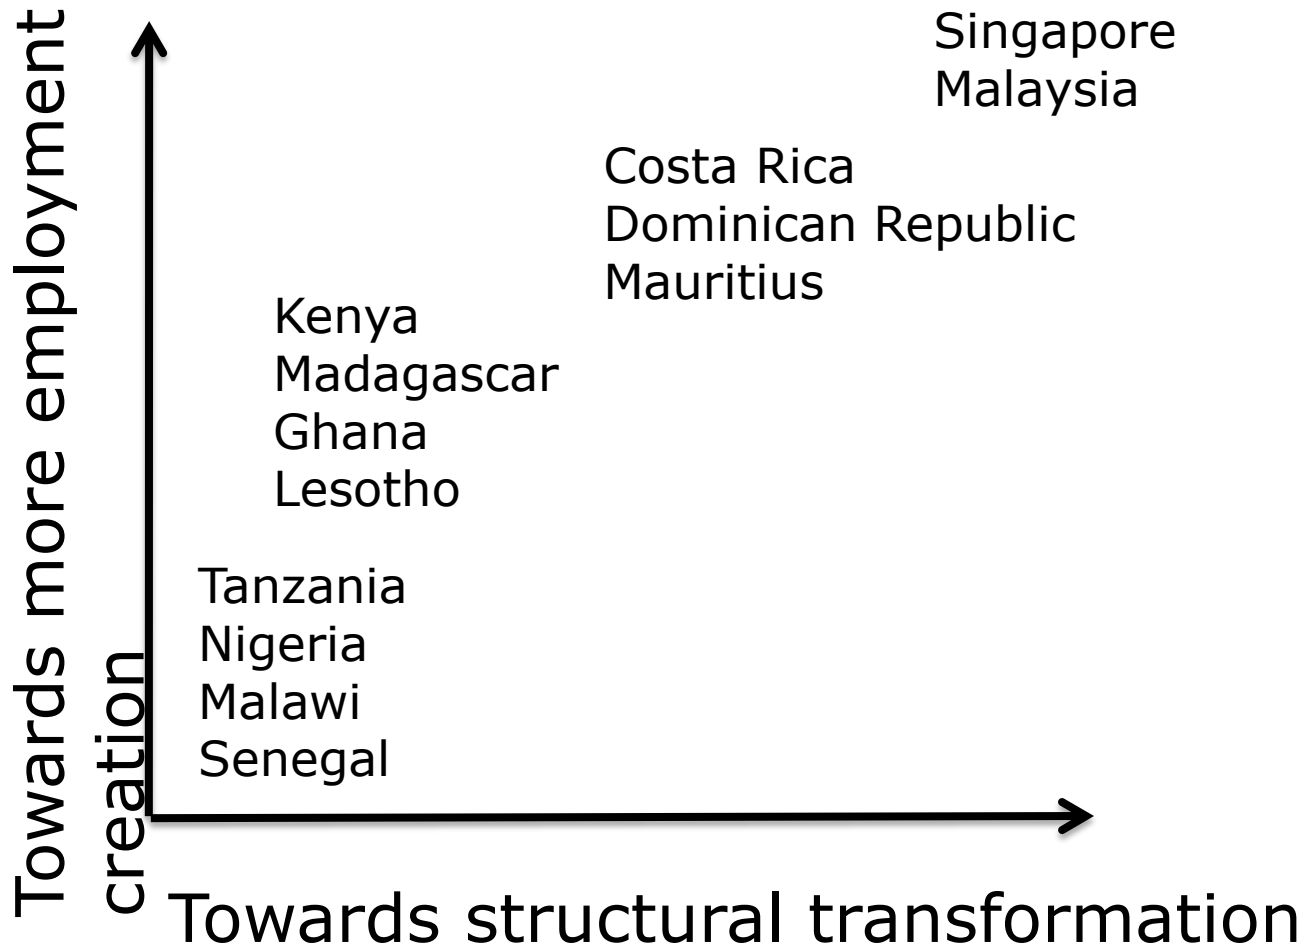 Towards more employment
creation
Singapore
Malaysia
Costa Rica
Dominican Republic
Mauritius
Kenya
Madagascar
Ghana
Lesotho
Tanzania
Nigeria
Malawi
Senegal
Towards structural transformation